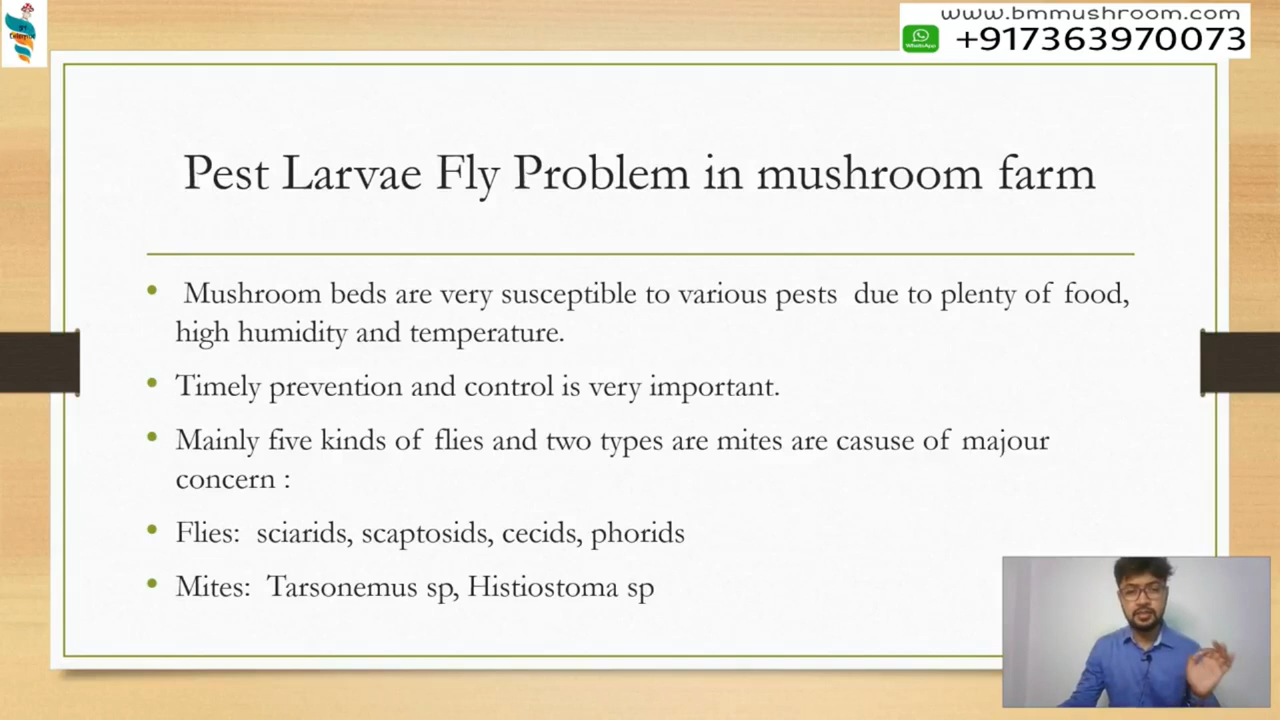 www.bmmushroom.com
WhatsApp
+917363970073
Pest Larvae Fly Problem in mushroom farm
• Mushroom beds are very susceptible to various pests due to plenty of food,
high humidity and temperature.
• Timely prevention and control is very important.
• Mainly five kinds of flies and two types are mites are casuse of majour
concern :
• Flies: sciarids, scaptosids, cecids, phorids
• Mites: Tarsonemus sp, Histiostoma sp